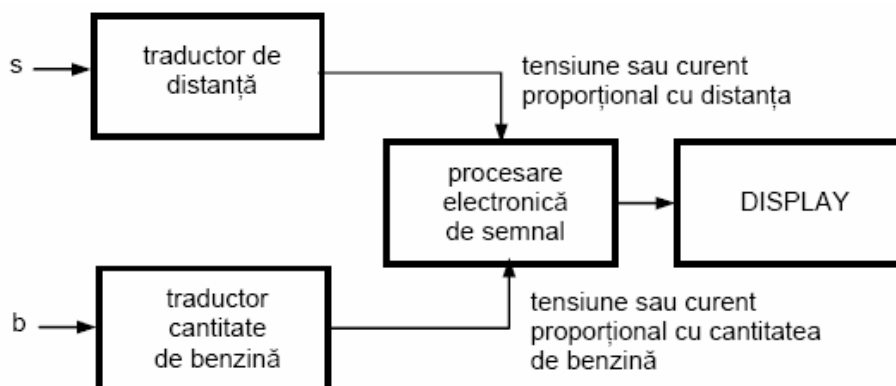 s
traductor de
distanță
tensiune sau curent
proporțional cu distanța
procesare
electronică
de semnal
DISPLAY
b
traductor
cantitate
de benzină
tensiune sau curent
proporțional cu cantitatea
de benzină